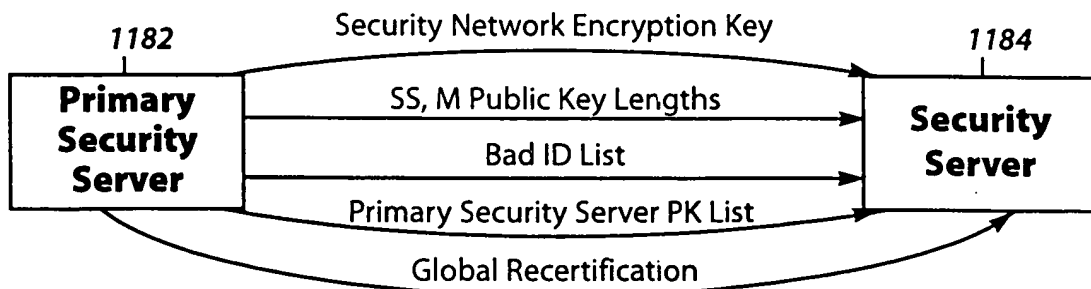 1182
Security Network Encryption Key
1184
Primary
Security
Server
SS, M Public Key Lengths
Bad ID List
Primary Security Server PK List
Global Recertification
Security
Server